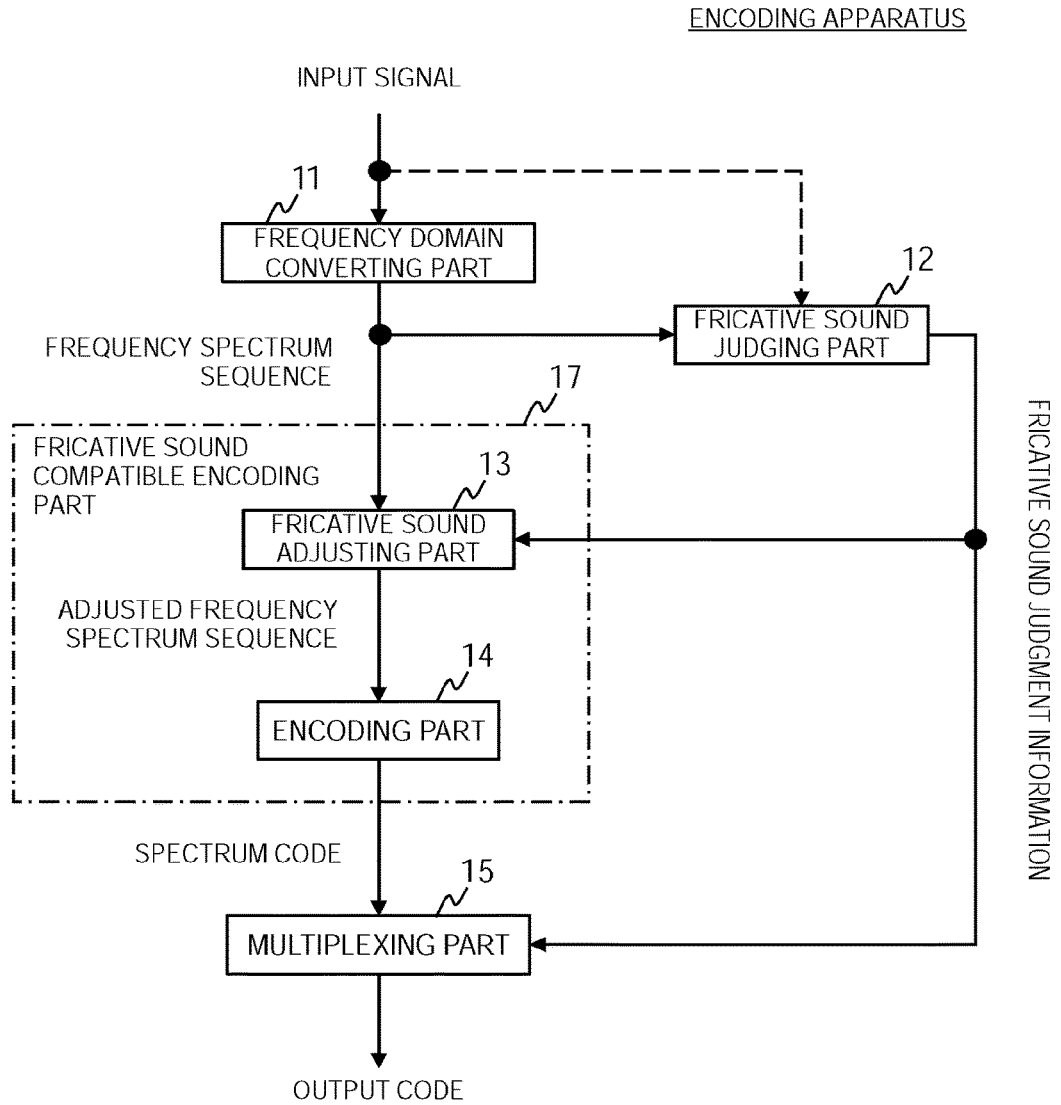 ENCODING APPARATUS
INPUT SIGNAL
11
FREQUENCY DOMAIN
CONVERTING PART
12
FRICATIVE SOUND
JUDGING PART
FREQUENCY SPECTRUM
SEQUENCE
17
FRICATIVE SOUND
COMPATIBLE ENCODING
PART
13
FRICATIVE SOUND
ADJUSTING PART
FRICATIVE SOUND JUDGMENT INFORMATION
ADJUSTED FREQUENCY
SPECTRUM SEQUENCE
14
ENCODING PART
SPECTRUM CODE
15
MULTIPLEXING PART
OUTPUT CODE